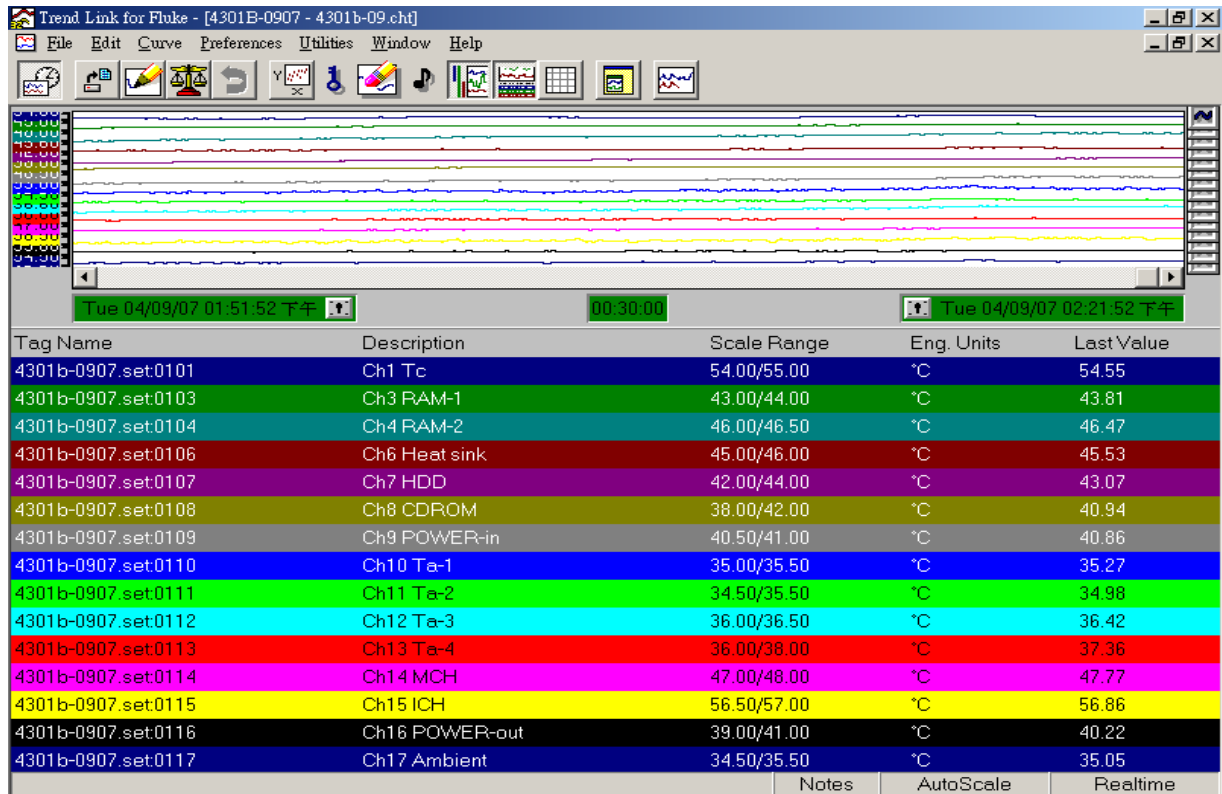 Trend Link for Fluke - [4301B-0907 - 4301b-09.cht]
File Edit Curve Preferences Utilities Window Help
Tue 04/09/07 01:51:52 下午 00:30:00 Tue 04/09/07 02:21:52 下午
Tag Name Description Scale Range Eng. Units Last Value
4301b-0907.set:0101 Ch1 Tc 54.00/55.00 °C 54.55
4301b-0907.set:0103 Ch3 RAM-1 43.00/44.00 °C 43.81
4301b-0907.set:0104 Ch4 RAM-2 46.00/46.50 °C 46.47
4301b-0907.set:0106 Ch6 Heat sink 45.00/46.00 °C 45.53
4301b-0907.set:0107 Ch7 HDD 42.00/44.00 °C 43.07
4301b-0907.set:0108 Ch8 CDROM 38.00/42.00 °C 40.94
4301b-0907.set:0109 Ch9 POWER-in 40.50/41.00 °C 40.86
4301b-0907.set:0110 Ch10 Ta-1 35.00/35.50 °C 35.27
4301b-0907.set:0111 Ch11 Ta-2 34.50/35.50 °C 34.98
4301b-0907.set:0112 Ch12 Ta-3 36.00/36.50 °C 36.42
4301b-0907.set:0113 Ch13 Ta-4 36.00/38.00 °C 37.36
4301b-0907.set:0114 Ch14 MCH 47.00/48.00 °C 47.77
4301b-0907.set:0115 Ch15 ICH 56.50/57.00 °C 56.86
4301b-0907.set:0116 Ch16 POWER-out 39.00/41.00 °C 40.22
4301b-0907.set:0117 Ch17 Ambient 34.50/35.50 °C 35.05
Notes AutoScale Realtime